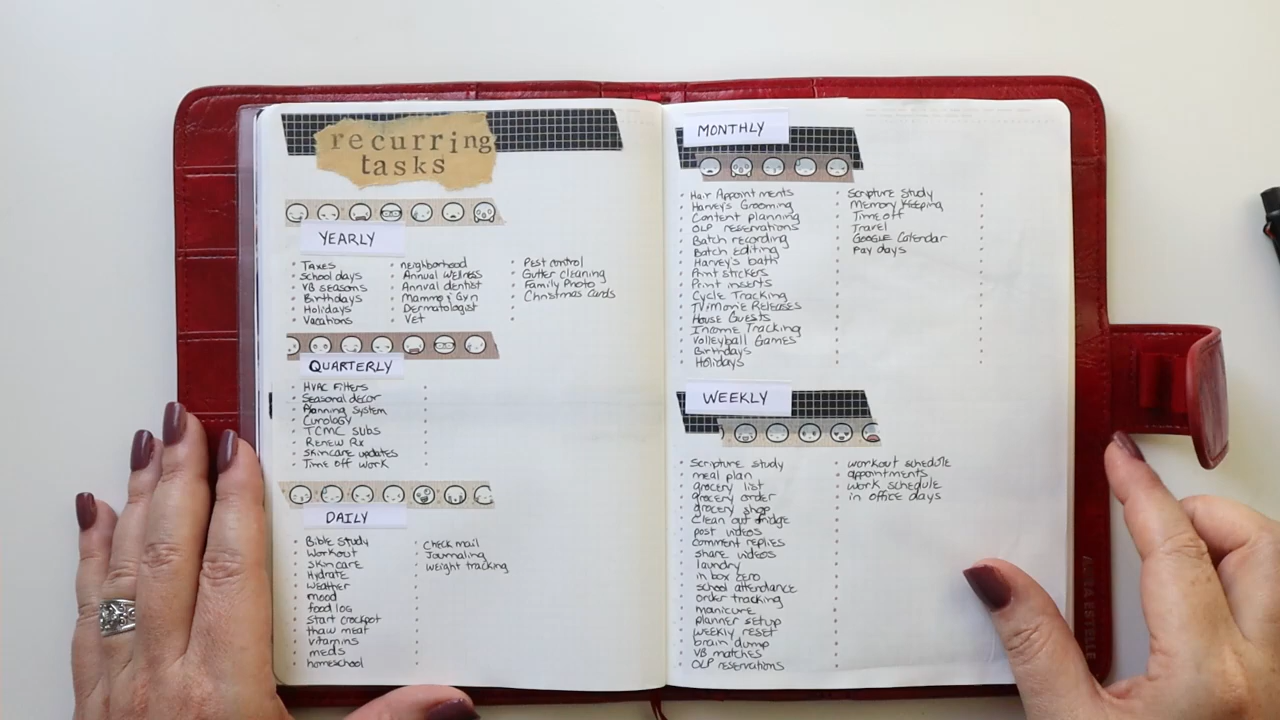 recurring
tasks
YEARLY
Taxes
School days
VB seasons
Birthdays
Holidays
Vacations
neighborhood
Annual Wellness
Annual dentist
Mammo & Gyn
Dermatologist
Vet
Pest control
Gutter cleaning
Family Photo
Christmas Cards
QUARTERLY
HVAC Filters
Seasonal decor
Planning System
Curology
TCMC SUBS
Renew Rx
Skincare updates
Time off Work
DAILY
Bible Study
Workout
Skincare
Hydrate
Weather
mood
food log
Start Crockpot
thaw meat
vitamins
meds
homeschool
Check mail
Journaling
weight tracking
MONTHLY
Hair Appointments
Harvey's Grooming
Content planning
OLP reservations
Batch recording
Batch Editing
Harvey's bath
Print stickers
Print inserts
Cycle Tracking
TV/Movie Releases
House Guests
Income Tracking
Volleyball Games
Birthdays
Holidays
Scripture Study
Memory Keeping
Time off
Travel
GOOGLE Calendar
Pay days
WEEKLY
Scripture study
meal plan
grocery list
grocery order
grocery shop
Clean out fridge
post videos
comment replies
share videos
laundry
in box zero
school attendance
order tracking
manicure
planner setup
weekly reset
brain dump
VB matches
OLP reservations
workout schedule
appointments
work schedule
in office days